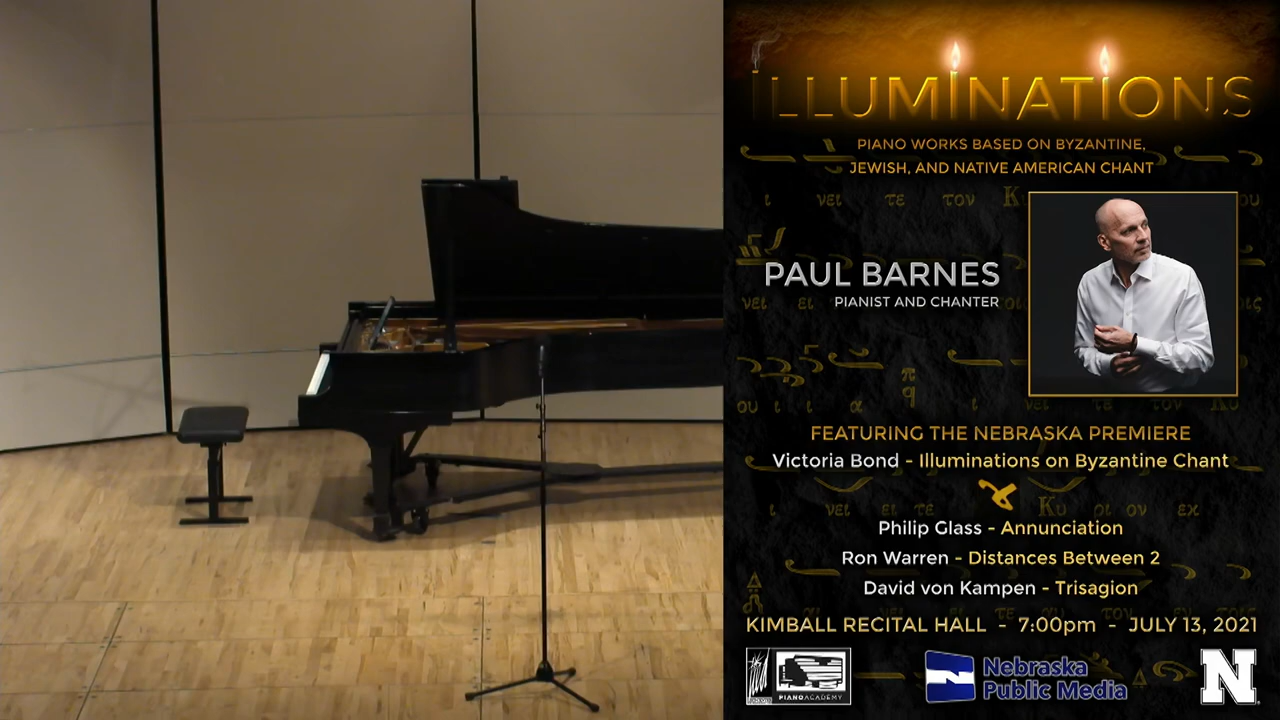 ILLUMINATIONS
PIANO WORKS BASED ON BYZANTINE,
JEWISH, AND NATIVE AMERICAN CHANT
PAUL BARNES
PIANIST AND CHANTER
FEATURING THE NEBRASKA PREMIERE
Victoria Bond - Illuminations on Byzantine Chant
Philip Glass - Annunciation
Ron Warren - Distances Between 2
David von Kampen - Trisagion
KIMBALL RECITAL HALL - 7:00pm - JULY 13, 2021
PIANO ACADEMY
Nebraska
Public Media
N